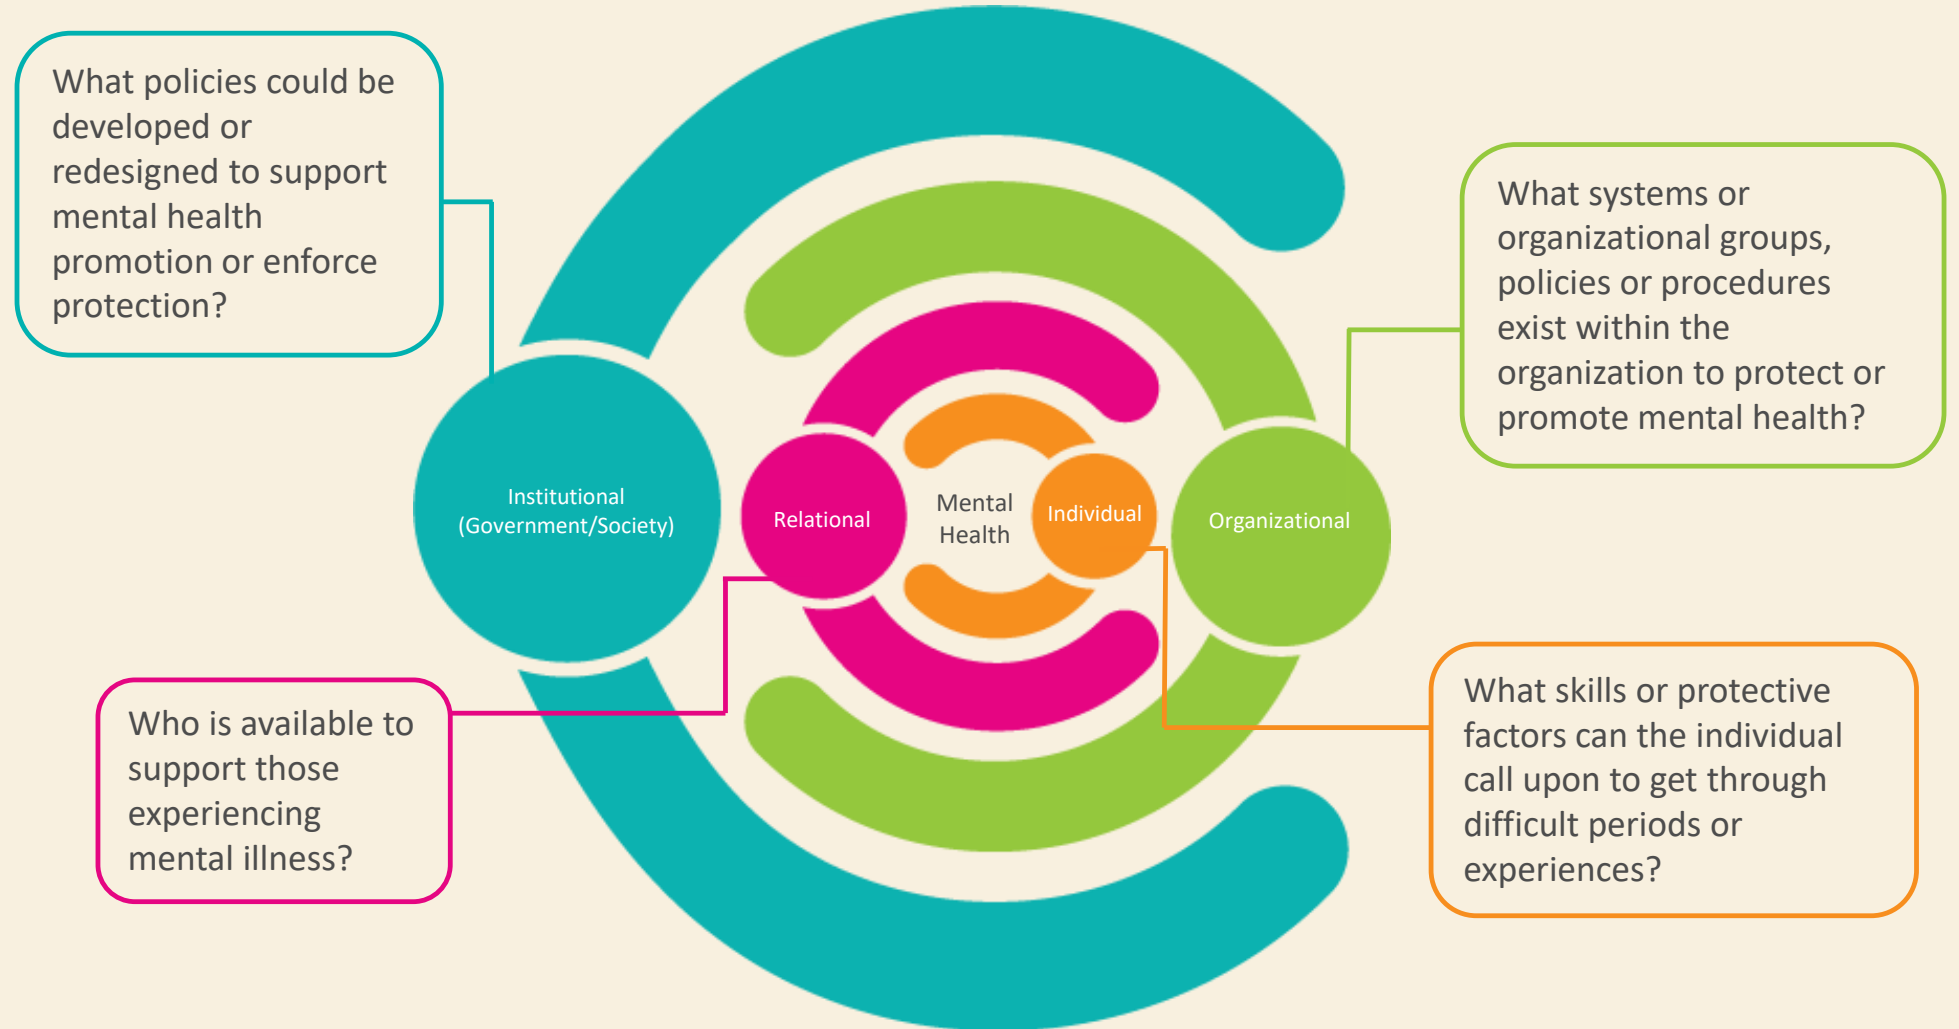 What policies could be
developed or
redesigned to support
mental health
promotion or enforce
protection?
What systems or
organizational groups,
policies or procedures
exist within the
organization to protect or
promote mental health?
Institutional
(Government/Society)
Relational
Mental
Health
Individual
Organizational
Who is available to
support those
experiencing
mental illness?
What skills or protective
factors can the individual
call upon to get through
difficult periods or
experiences?